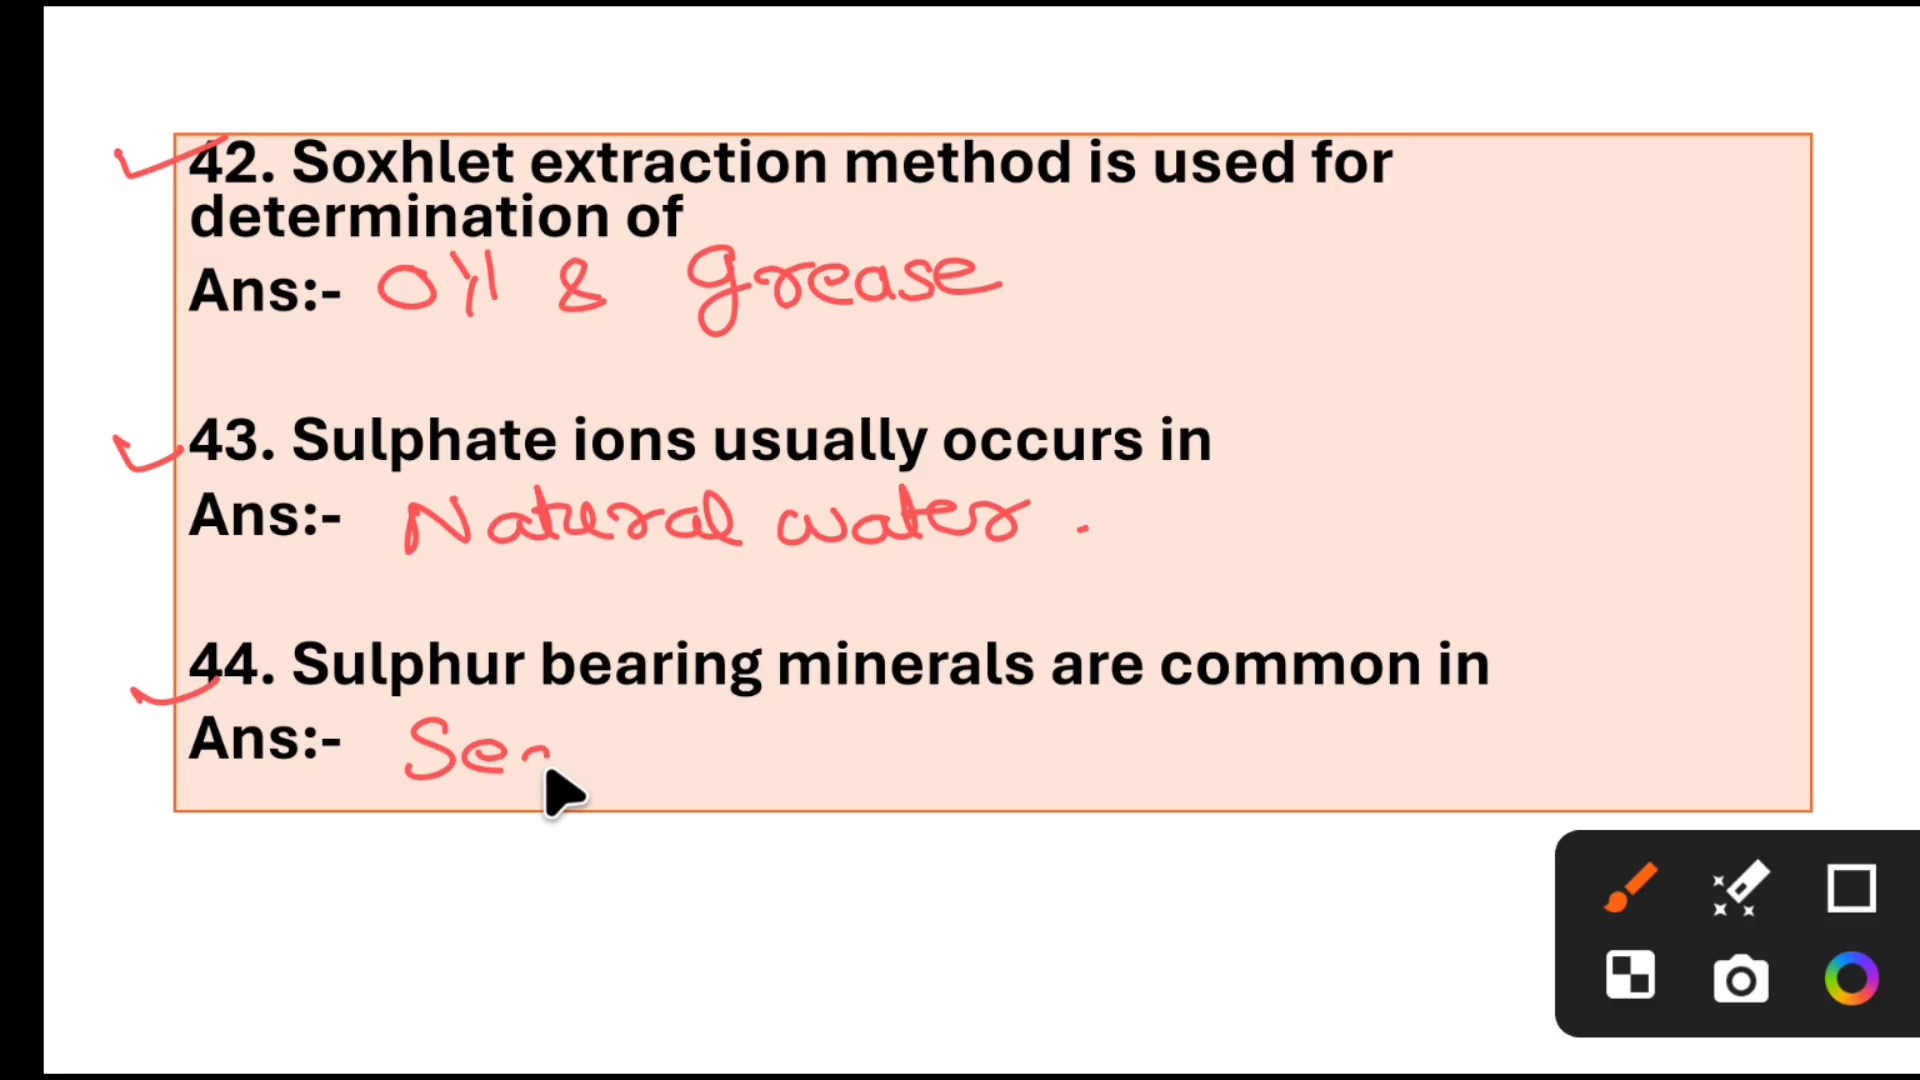 42. Soxhlet extraction method is used for
determination of
Ans:- Oil & grease
43. Sulphate ions usually occurs in
Ans:- Natural water .
44. Sulphur bearing minerals are common in
Ans:- Se